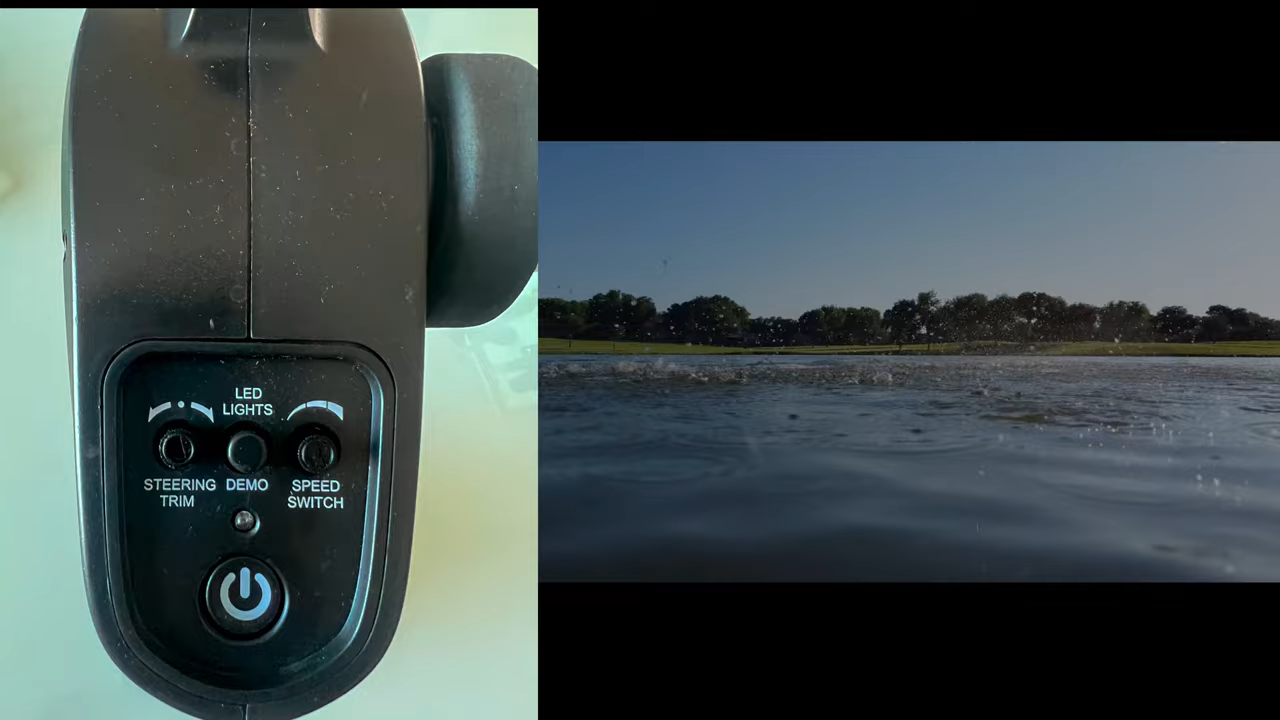 LED
LIGHTS
STEERING
TRIM
DEMO
SPEED
SWITCH